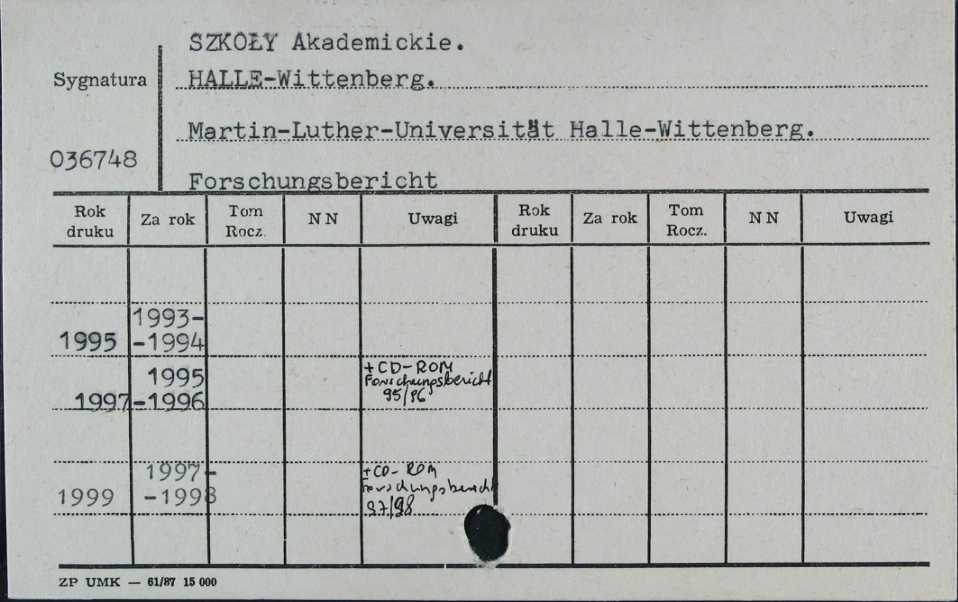 SZKOŁY Akademickie.
Sygnatura HALLE-Wittenberg.
Martin-Luther-Universität Halle-Wittenberg.
036748
Forschungsbericht
Rok druku Za rok Tom Rocz. N N Uwagi Rok druku Za rok Tom Rocz. N N Uwagi
1993-
1995 -1994
1995 +CD-ROM
Forschungsbericht
1997-1996 95/96
1997- +CD-ROM
Forschungsbericht
1999 -1998 97/98
ZP UMK — 61/87 15 000